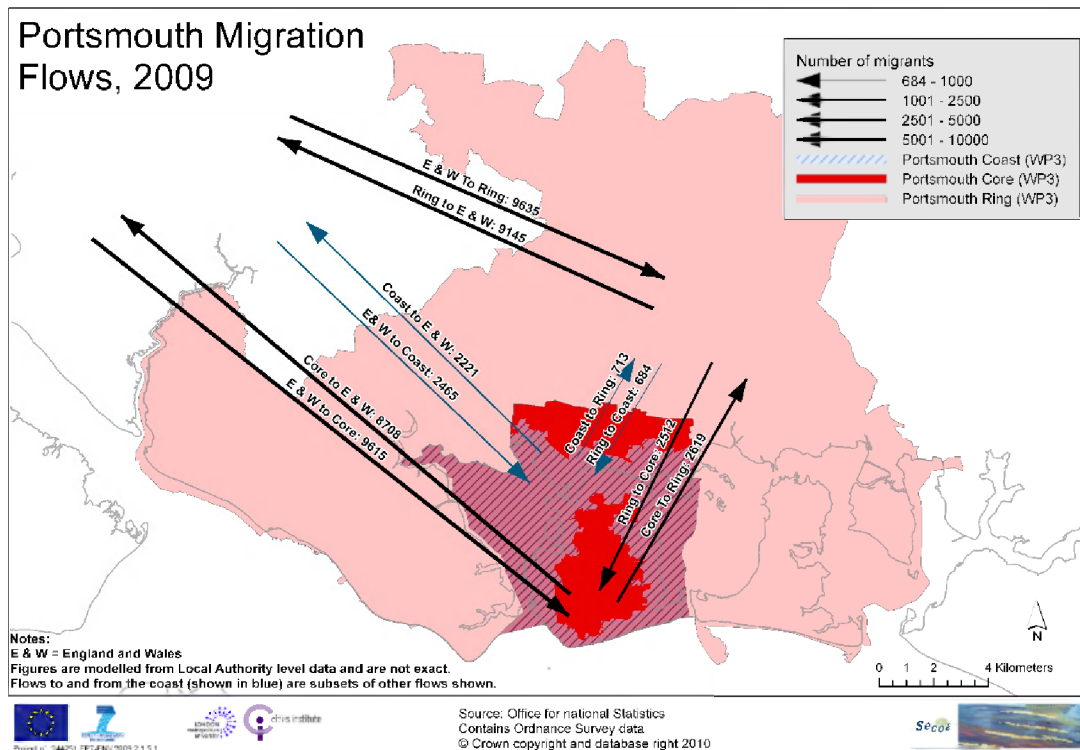 Portsmouth Migration
Flows, 2009
Number of migrants
684 - 1000
1001 - 2500
2501 - 5000
5001 - 10000
Portsmouth Coast (WP3)
Portsmouth Core (WP3)
Portsmouth Ring (WP3)
E & W To Ring: 9635
Ring to E & W: 9145
Coast to E & W: 2221
E& W to Coast: 2465
Core to E & W: 8708
E & W to Core: 9615
Coast to Ring: 713
Ring to Coast: 684
Ring to Core: 2512
Core To Ring: 2619
Notes:
E & W = England and Wales
Figures are modelled from Local Authority level data and are not exact.
Flows to and from the coast (shown in blue) are subsets of other flows shown.
N
0 1 2 4 Kilometers
Source: Office for national Statistics
Contains Ordnance Survey data
© Crown copyright and database right 2010
LONDON
institute